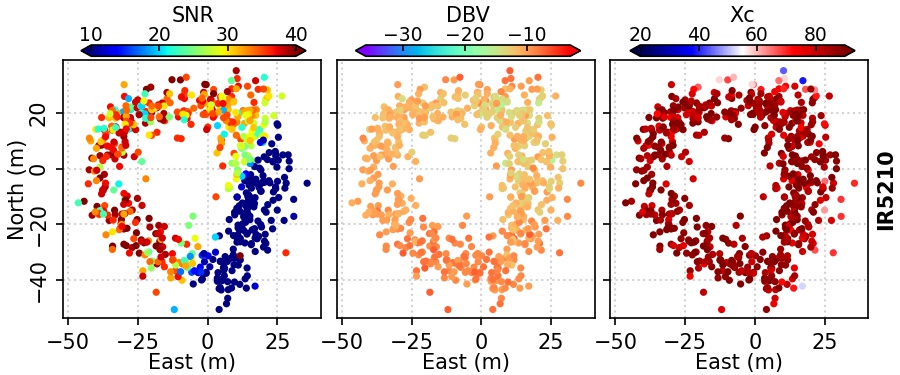 SNR DBV Xc
10 20 30 40 −30 −20 −10 20 40 60 80
20
0
−20
−40
North (m)
−50 −25 0 25 −50 −25 0 25 −50 −25 0 25
East (m) East (m) East (m)
IR5210